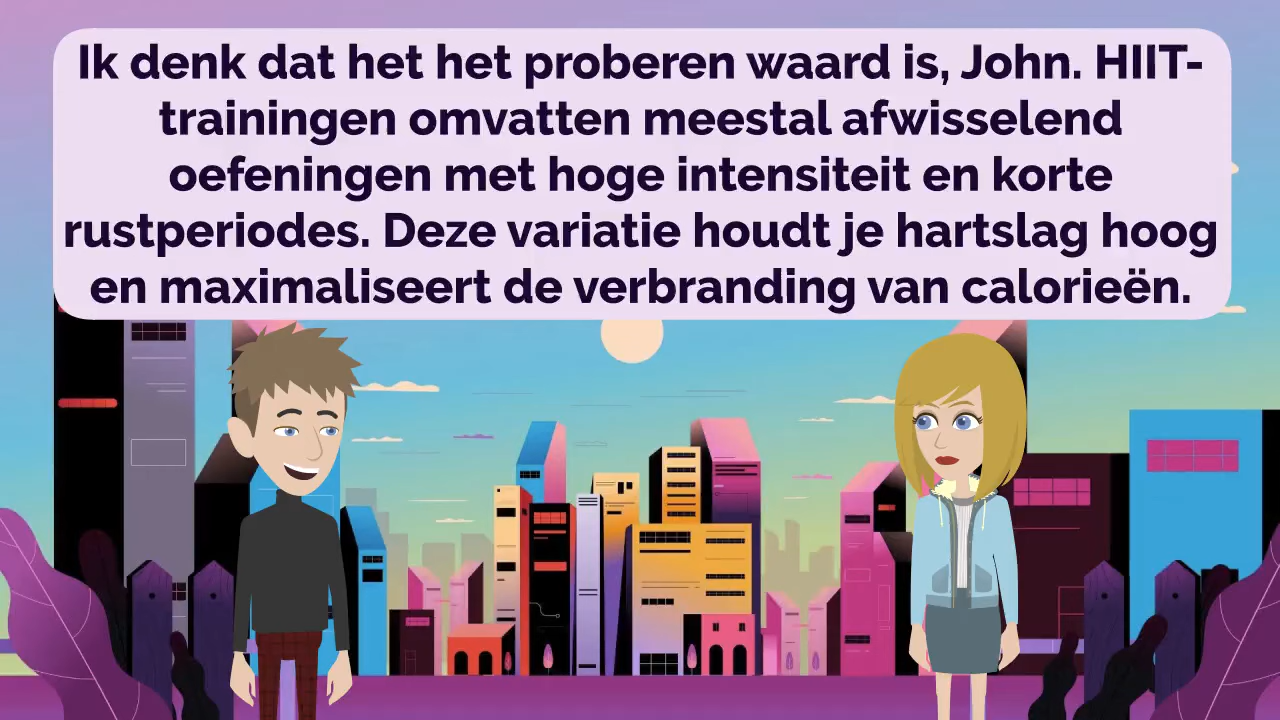 Ik denk dat het het proberen waard is, John. HIIT-
trainingen omvatten meestal afwisselend
oefeningen met hoge intensiteit en korte
rustperiodes. Deze variatie houdt je hartslag hoog
en maximaliseert de verbranding van calorieën.